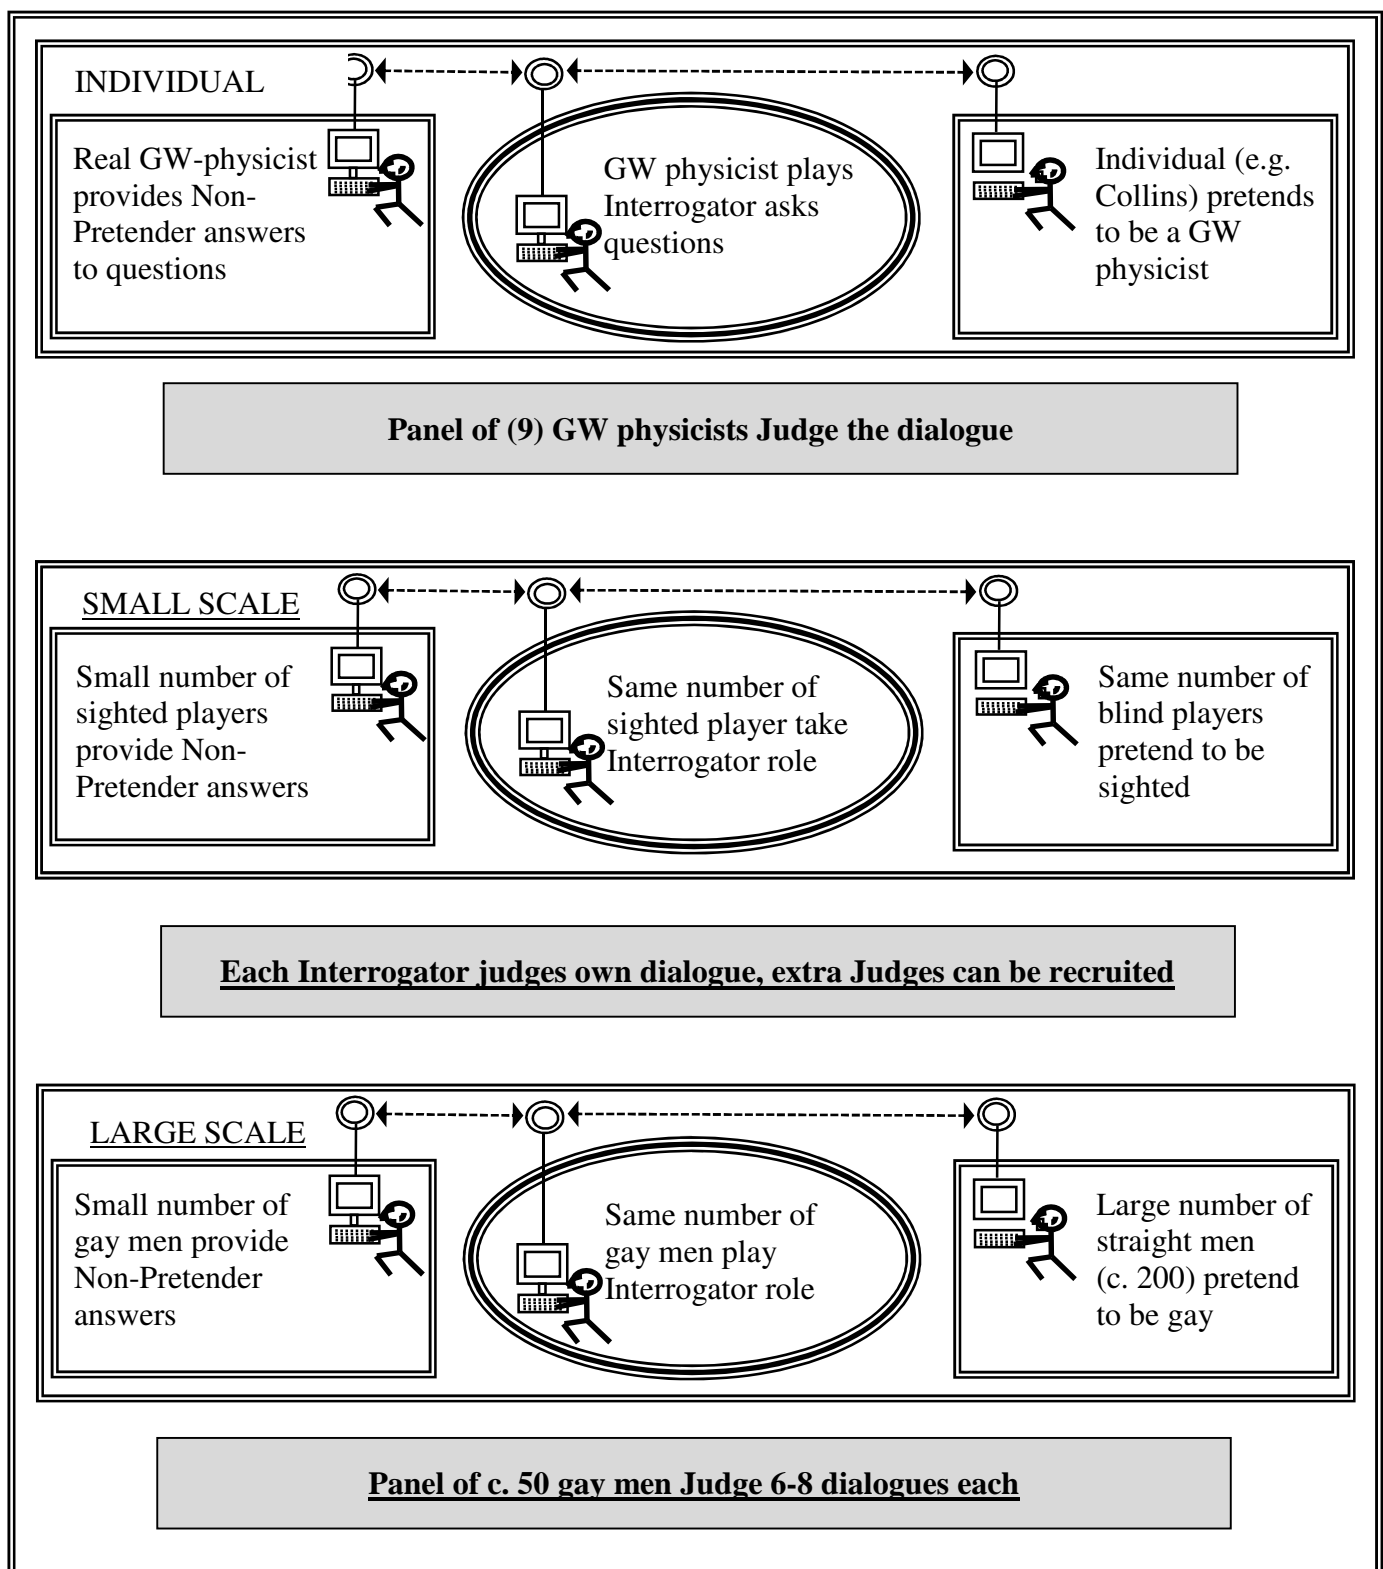 INDIVIDUAL
Real GW-physicist
provides Non-
Pretender answers
to questions
GW physicist plays
Interrogator asks
questions
Individual (e.g.
Collins) pretends
to be a GW
physicist
Panel of (9) GW physicists Judge the dialogue
SMALL SCALE
Small number of
sighted players
provide Non-
Pretender answers
Same number of
sighted player take
Interrogator role
Same number of
blind players
pretend to be
sighted
Each Interrogator judges own dialogue, extra Judges can be recruited
LARGE SCALE
Small number of
gay men provide
Non-Pretender
answers
Same number of
gay men play
Interrogator role
Large number of
straight men
(c. 200) pretend
to be gay
Panel of c. 50 gay men Judge 6-8 dialogues each